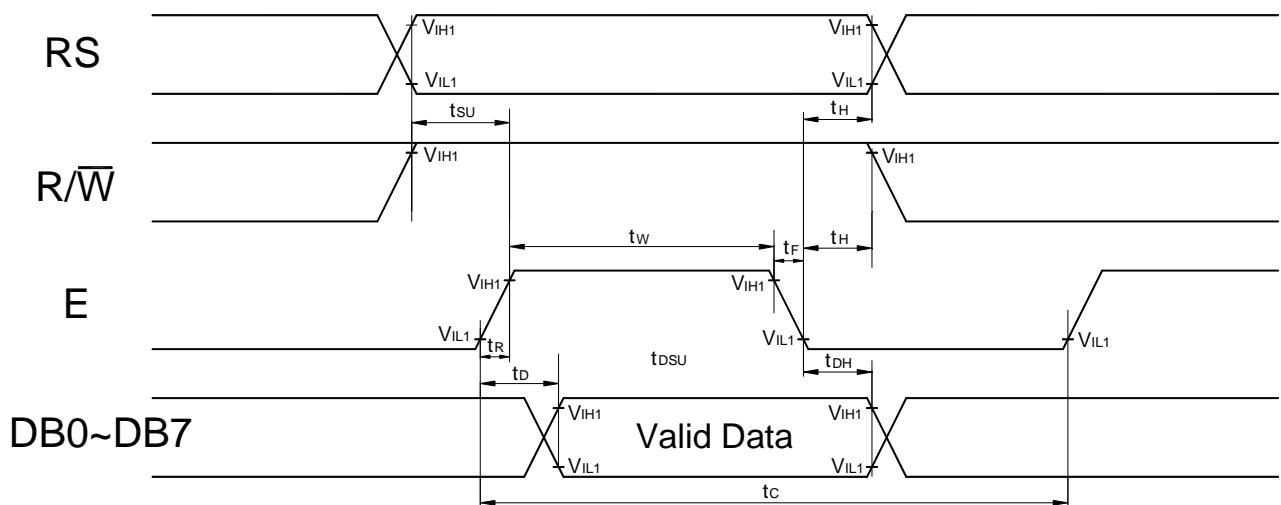 RS
VIH1
VIH1
VIL1
VIL1
tSU
tH
R/W̅
VIH1
VIH1
tW
tF
tH
E
VIH1
VIH1
VIL1
VIL1
VIL1
tR
tD
tDSU
tDH
DB0~DB7
VIH1
Valid Data
VIH1
VIL1
VIL1
tC